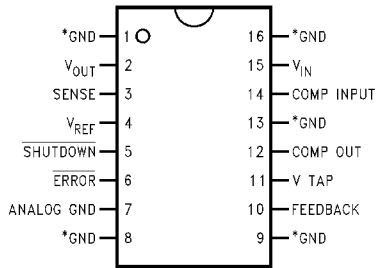 *GND 1 16 *GND
VOUT 2 15 VIN
SENSE 3 14 COMP INPUT
VREF 4 13 *GND
SHUTDOWN 5 12 COMP OUT
ERROR 6 11 V TAP
ANALOG GND 7 10 FEEDBACK
*GND 8 9 *GND